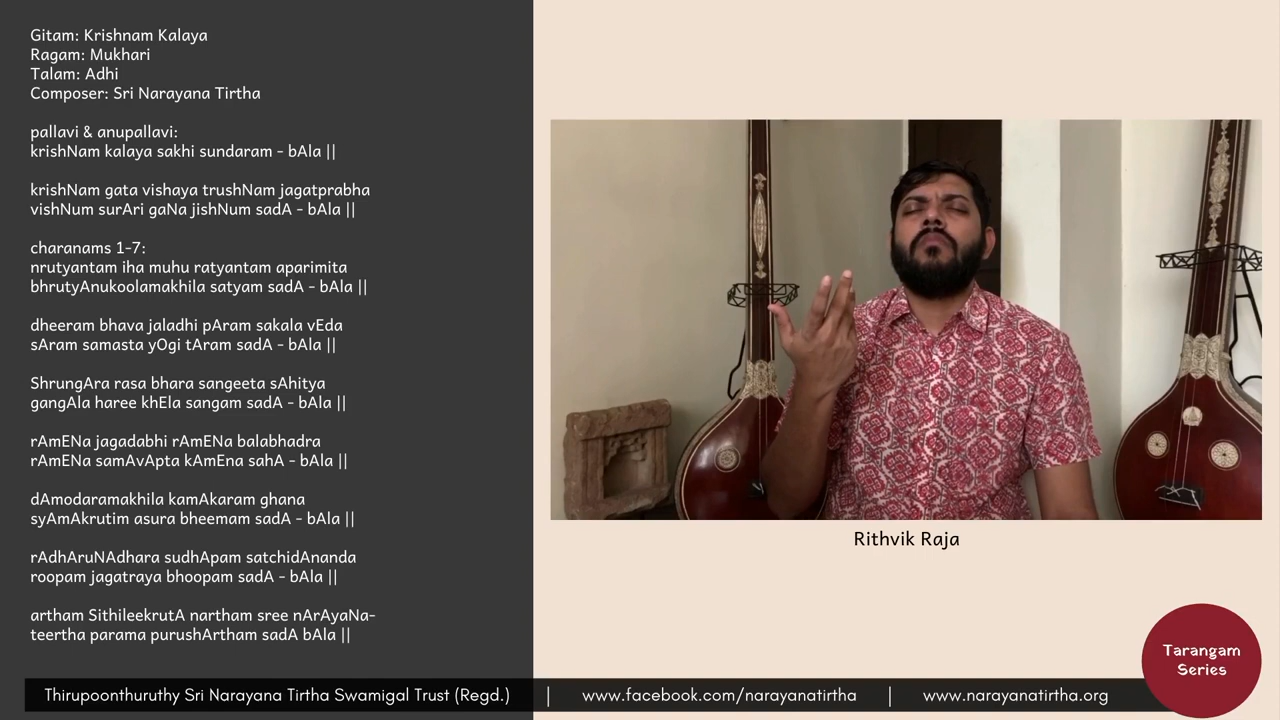 Gitam: Krishnam Kalaya
Ragam: Mukhari
Talam: Adhi
Composer: Sri Narayana Tirtha
pallavi & anupallavi:
krishNam kalaya sakhi sundaram - bAla ||
krishNam gata vishaya trushNam jagatprabha
vishNum surAri gaNa jishNum sadA - bAla ||
charanams 1-7:
nrutyantam iha muhu ratyantam aparimita
bhrutyAnukoolamakhila satyam sadA - bAla ||
dheeram bhava jaladhi pAram sakala vEda
sAram samasta yOgi tAram sadA - bAla ||
ShrungAra rasa bhara sangeeta sAhitya
gangAla haree khEla sangam sadA - bAla ||
rAmENa jagadabhi rAmENa balabhadra
rAmENa samAvApta kAmEna sahA - bAla ||
dAmodaramakhila kamAkaram ghana
syAmAkrutim asura bheemam sadA - bAla ||
rAdhAruNAdhara sudhApam satchidAnanda
roopam jagatraya bhoopam sadA - bAla ||
artham SithileekrutA nartham sree nArAyaNa-
teertha parama purushArtham sadA bAla ||
Rithvik Raja
Tarangam
Series
Thirupoonthuruthy Sri Narayana Tirtha Swamigal Trust (Regd.) | www.facebook.com/narayanatirtha | www.narayanatirtha.org